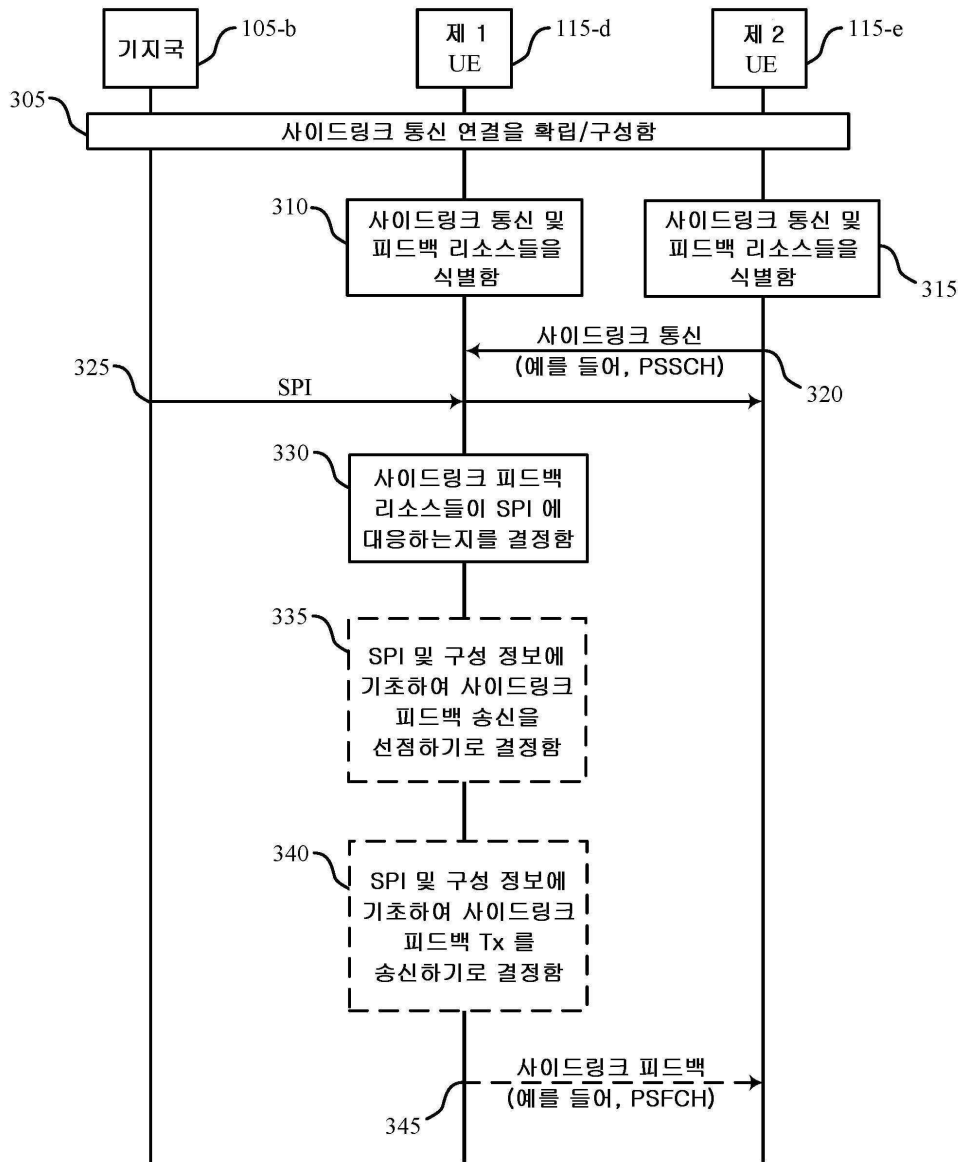 기지국
105-b
제 1
UE
115-d
제 2
UE
115-e
305
사이드링크 통신 연결을 확립/구성함
310
사이드링크 통신 및
피드백 리소스들을
식별함
사이드링크 통신 및
피드백 리소스들을
식별함
315
사이드링크 통신
(예를 들어, PSSCH)
320
325
SPI
330
사이드링크 피드백
리소스들이 SPI 에
대응하는지를 결정함
335
SPI 및 구성 정보에
기초하여 사이드링크
피드백 송신을
선점하기로 결정함
340
SPI 및 구성 정보에
기초하여 사이드링크
피드백 Tx 를
송신하기로 결정함
사이드링크 피드백
(예를 들어, PSFCH)
345